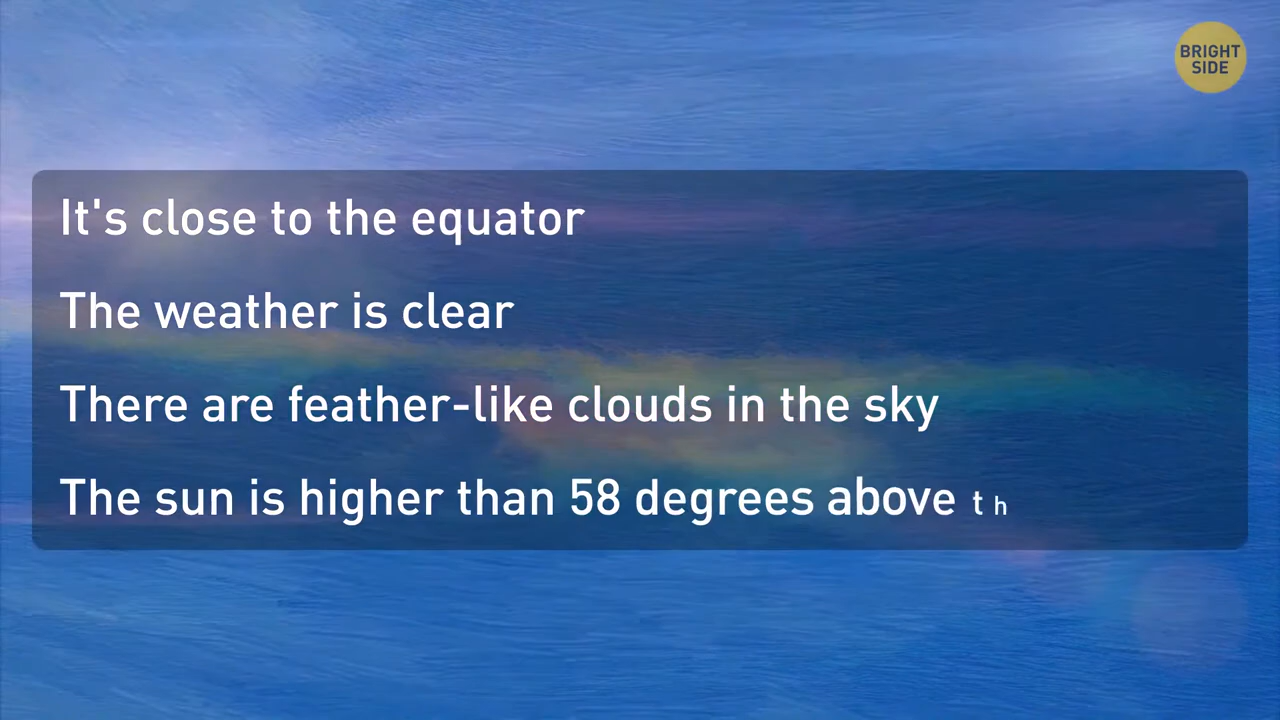 BRIGHT
SIDE
It's close to the equator
The weather is clear
There are feather-like clouds in the sky
The sun is higher than 58 degrees above th